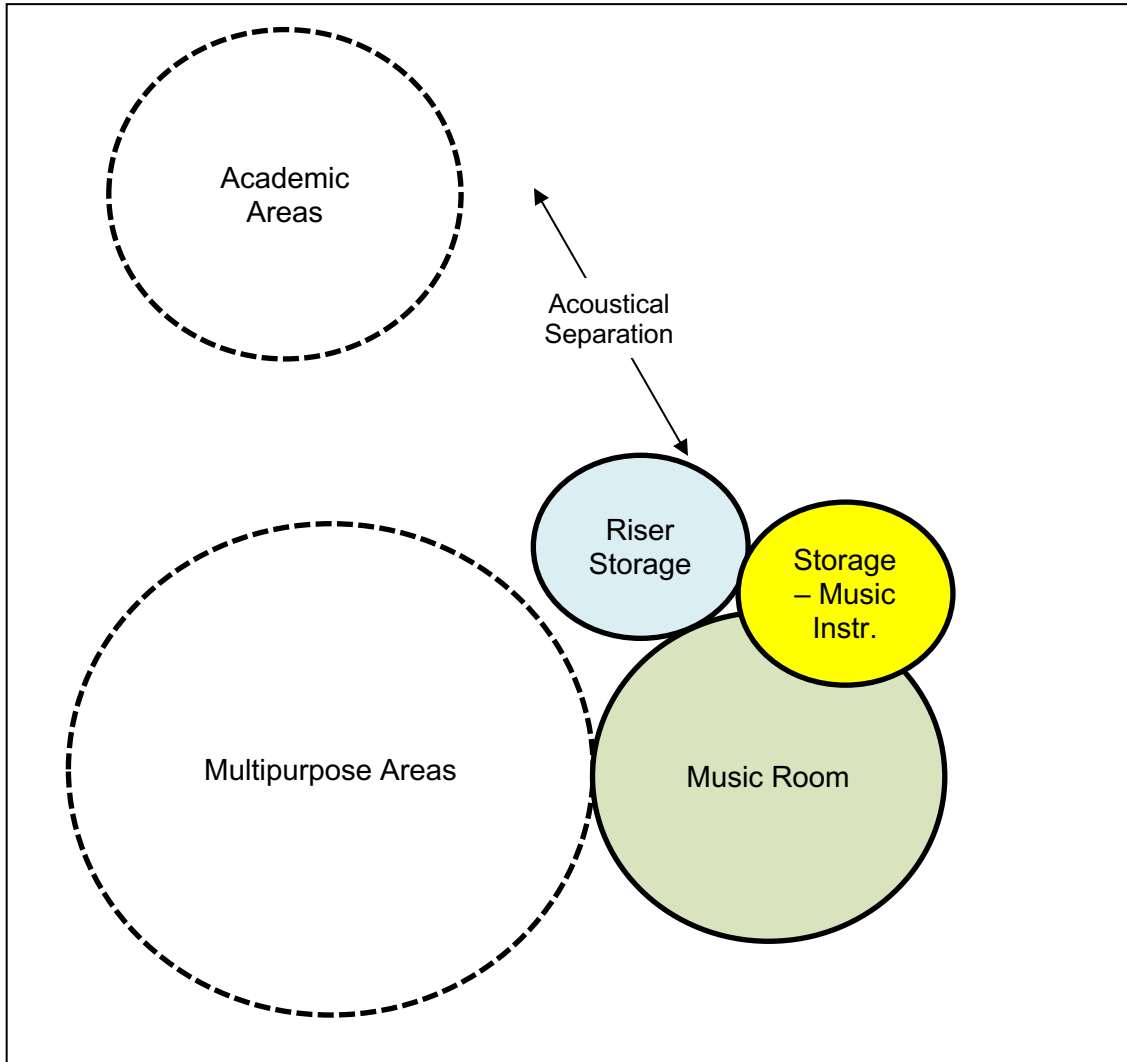 Academic
Areas
Acoustical
Separation
Riser
Storage
Storage
– Music
Instr.
Multipurpose Areas
Music Room